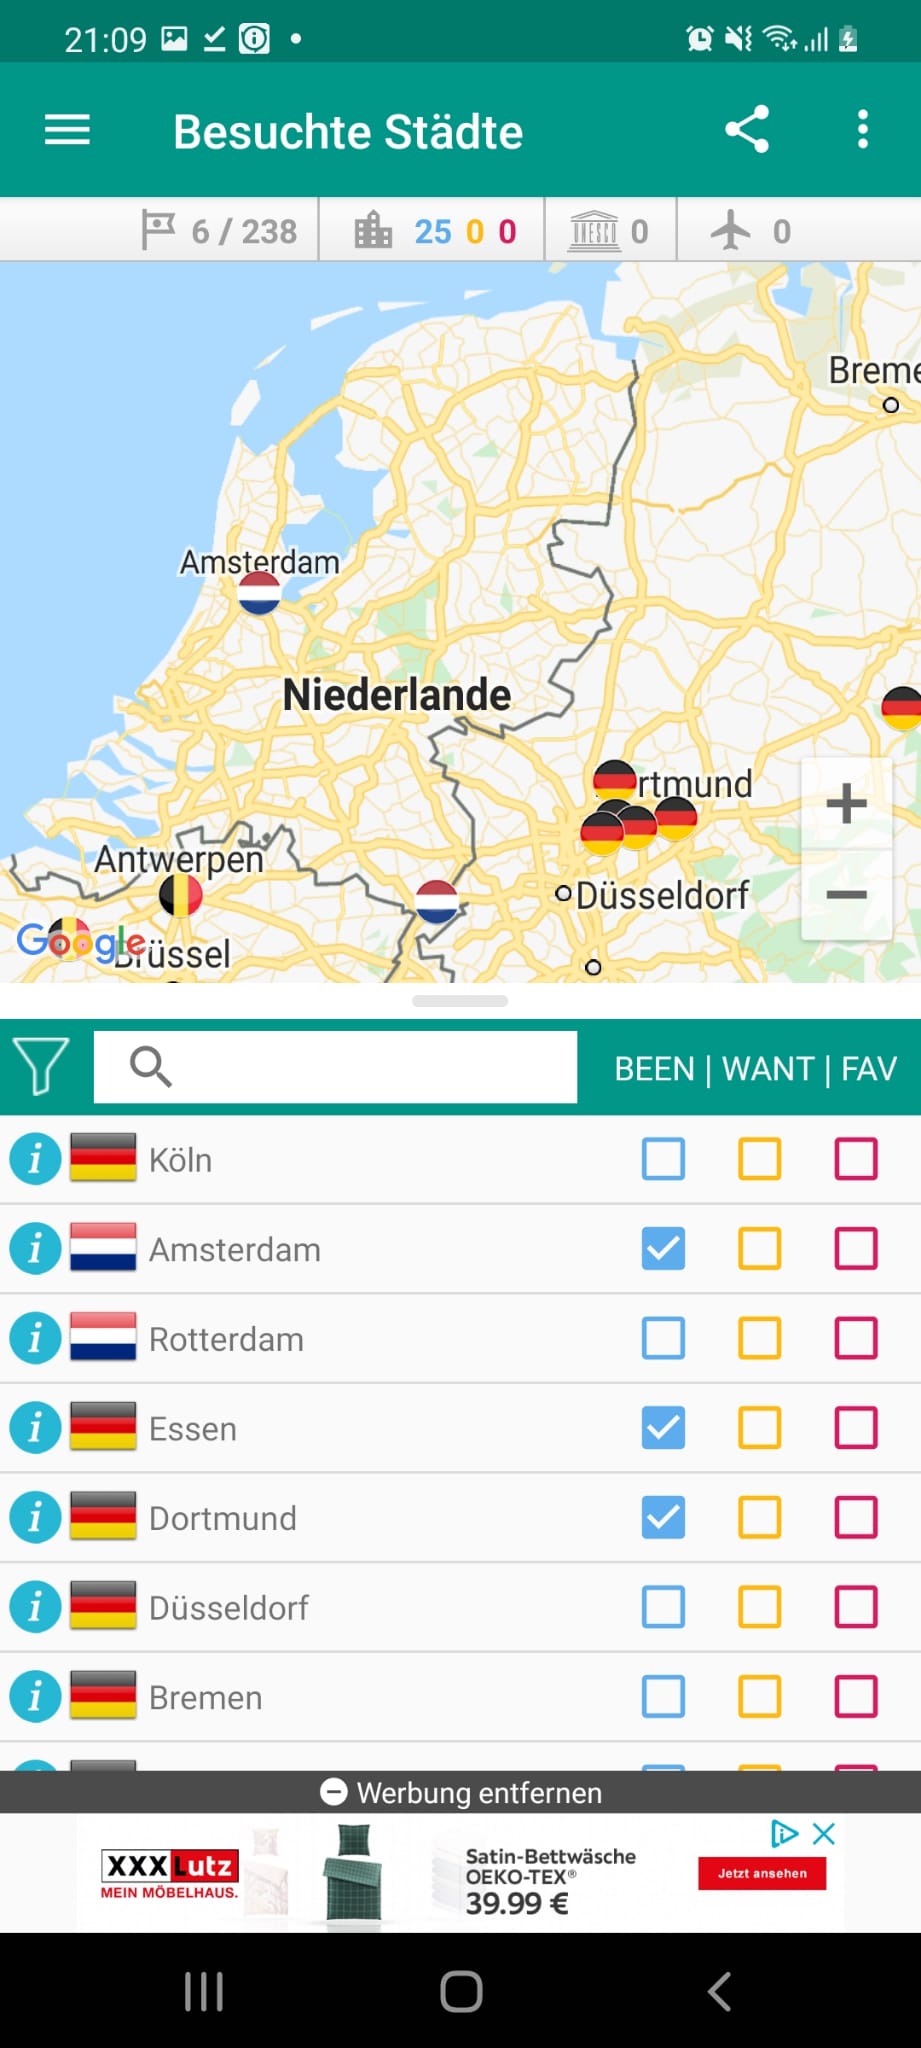 21:09
Besuchte Städte
6 / 238
25 0 0
UNESCO 0
0
Breme
Amsterdam
Niederlande
rtmund
Antwerpen
Düsseldorf
Google
Brüssel
BEEN | WANT | FAV
Köln
Amsterdam
Rotterdam
Essen
Dortmund
Düsseldorf
Bremen
Werbung entfernen
XXXLutz
MEIN MÖBELHAUS.
Satin-Bettwäsche
OEKO-TEX®
39.99 €
Jetzt ansehen